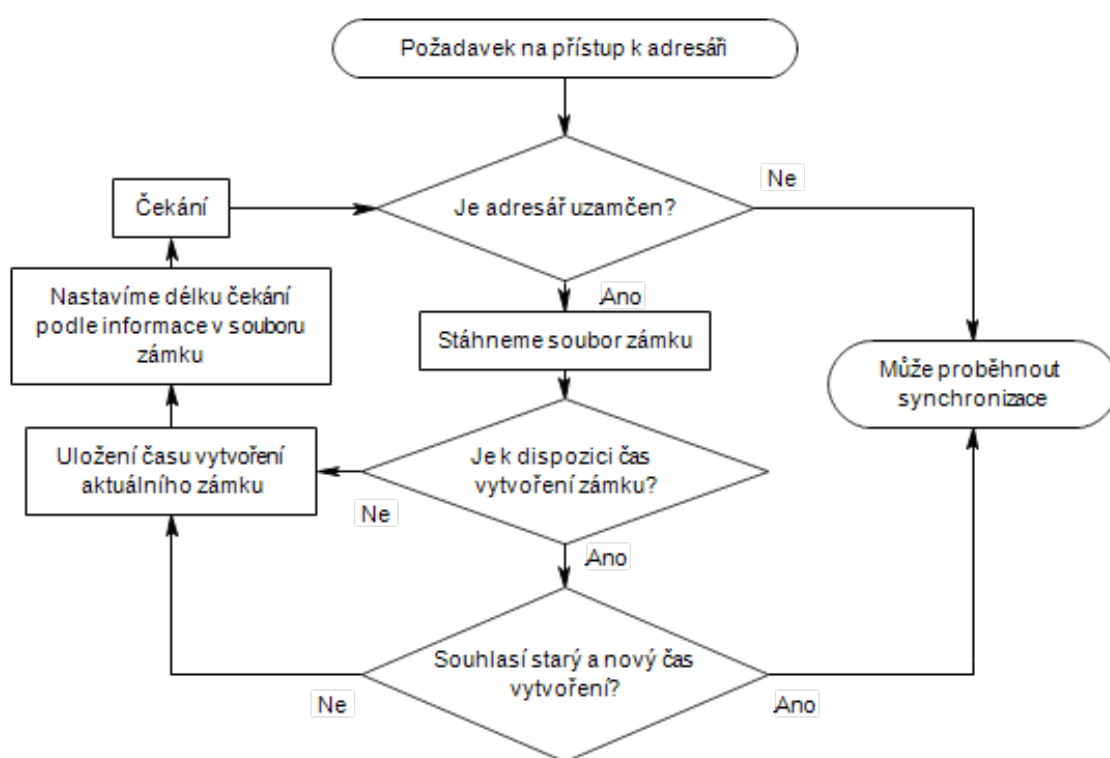 Požadavek na přístup k adresáři
Ne
Čekání
Je adresář uzamčen?
Ano
Nastavíme délku čekání
podle informace v souboru
zámku
Stáhneme soubor zámku
Může proběhnout
synchronizace
Uložení času vytvoření
aktuálního zámku
Je k dispozici čas
vytvoření zámku?
Ne
Ano
Souhlasí starý a nový čas
vytvoření?
Ne
Ano